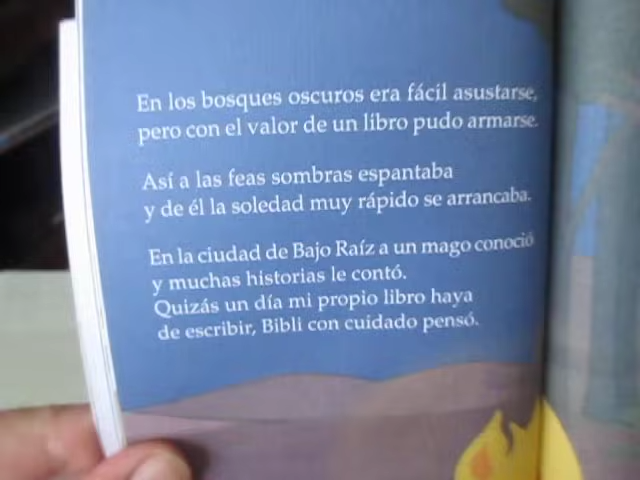 En los bosques oscuros era fácil asustarse,
pero con el valor de un libro pudo armarse.
Así a las feas sombras espantaba
y de él la soledad muy rápido se arrancaba.
En la ciudad de Bajo Raíz a un mago conoció
y muchas historias le contó.
Quizás un día mi propio libro haya
de escribir, Bibli con cuidado pensó.